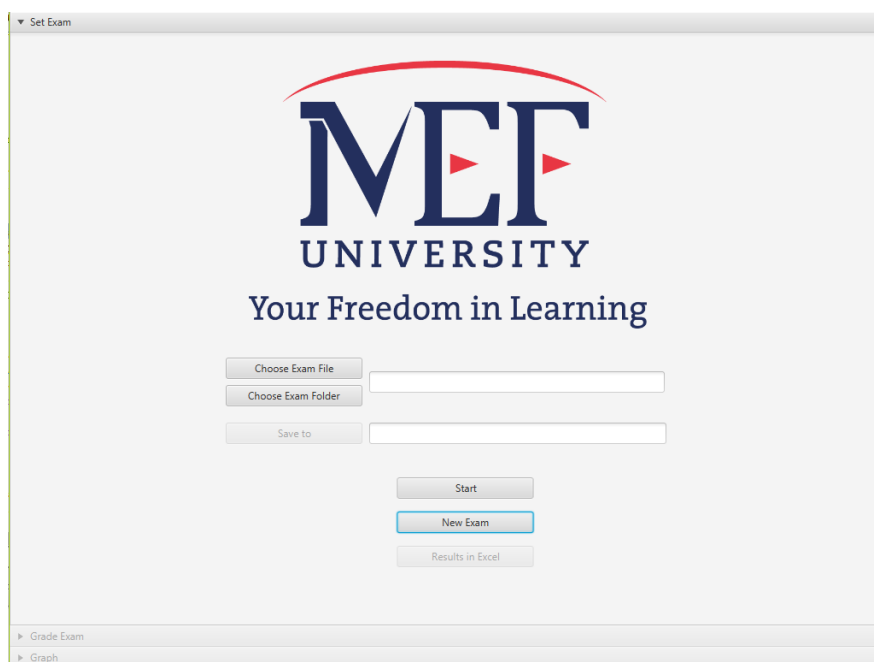 Set Exam
MEF
UNIVERSITY
Your Freedom in Learning
Choose Exam File
Choose Exam Folder
Save to
Start
New Exam
Results in Excel
Grade Exam
Graph